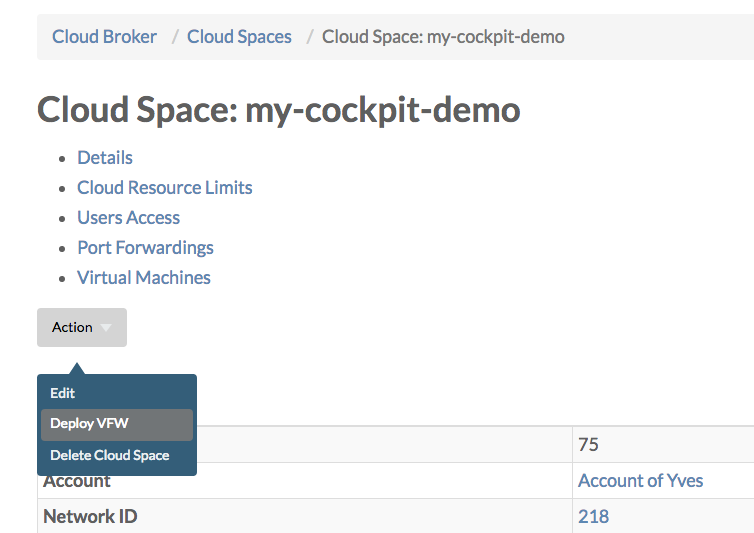 Cloud Broker / Cloud Spaces / Cloud Space: my-cockpit-demo
Cloud Space: my-cockpit-demo
Details
Cloud Resource Limits
Users Access
Port Forwardings
Virtual Machines
Action
Edit
Deploy VFW
Delete Cloud Space
75
Account Account of Yves
Network ID 218